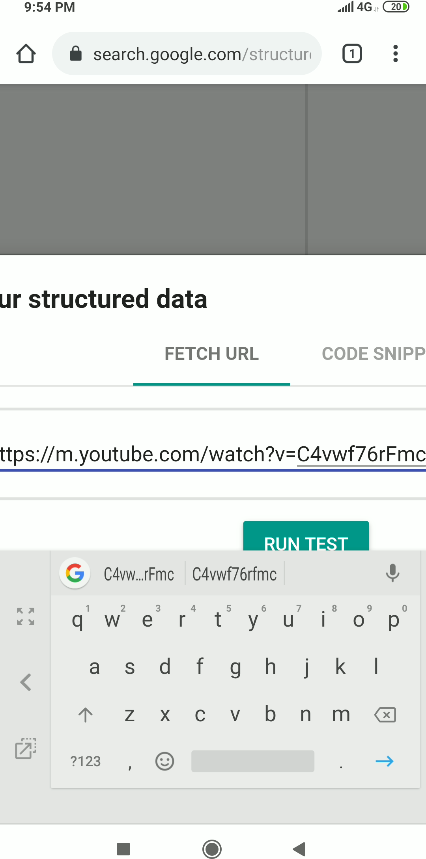 9:54 PM 4G 20
search.google.com/structur
1
ur structured data
FETCH URL CODE SNIPP
ttps://m.youtube.com/watch?v=C4vwf76rFmc
RUN TEST
G C4vw...rFmc C4vwf76rfmc
1 2 3 4 5 6 7 8 9 0
q w e r t y u i o p
a s d f g h j k l
z x c v b n m
?123 , .